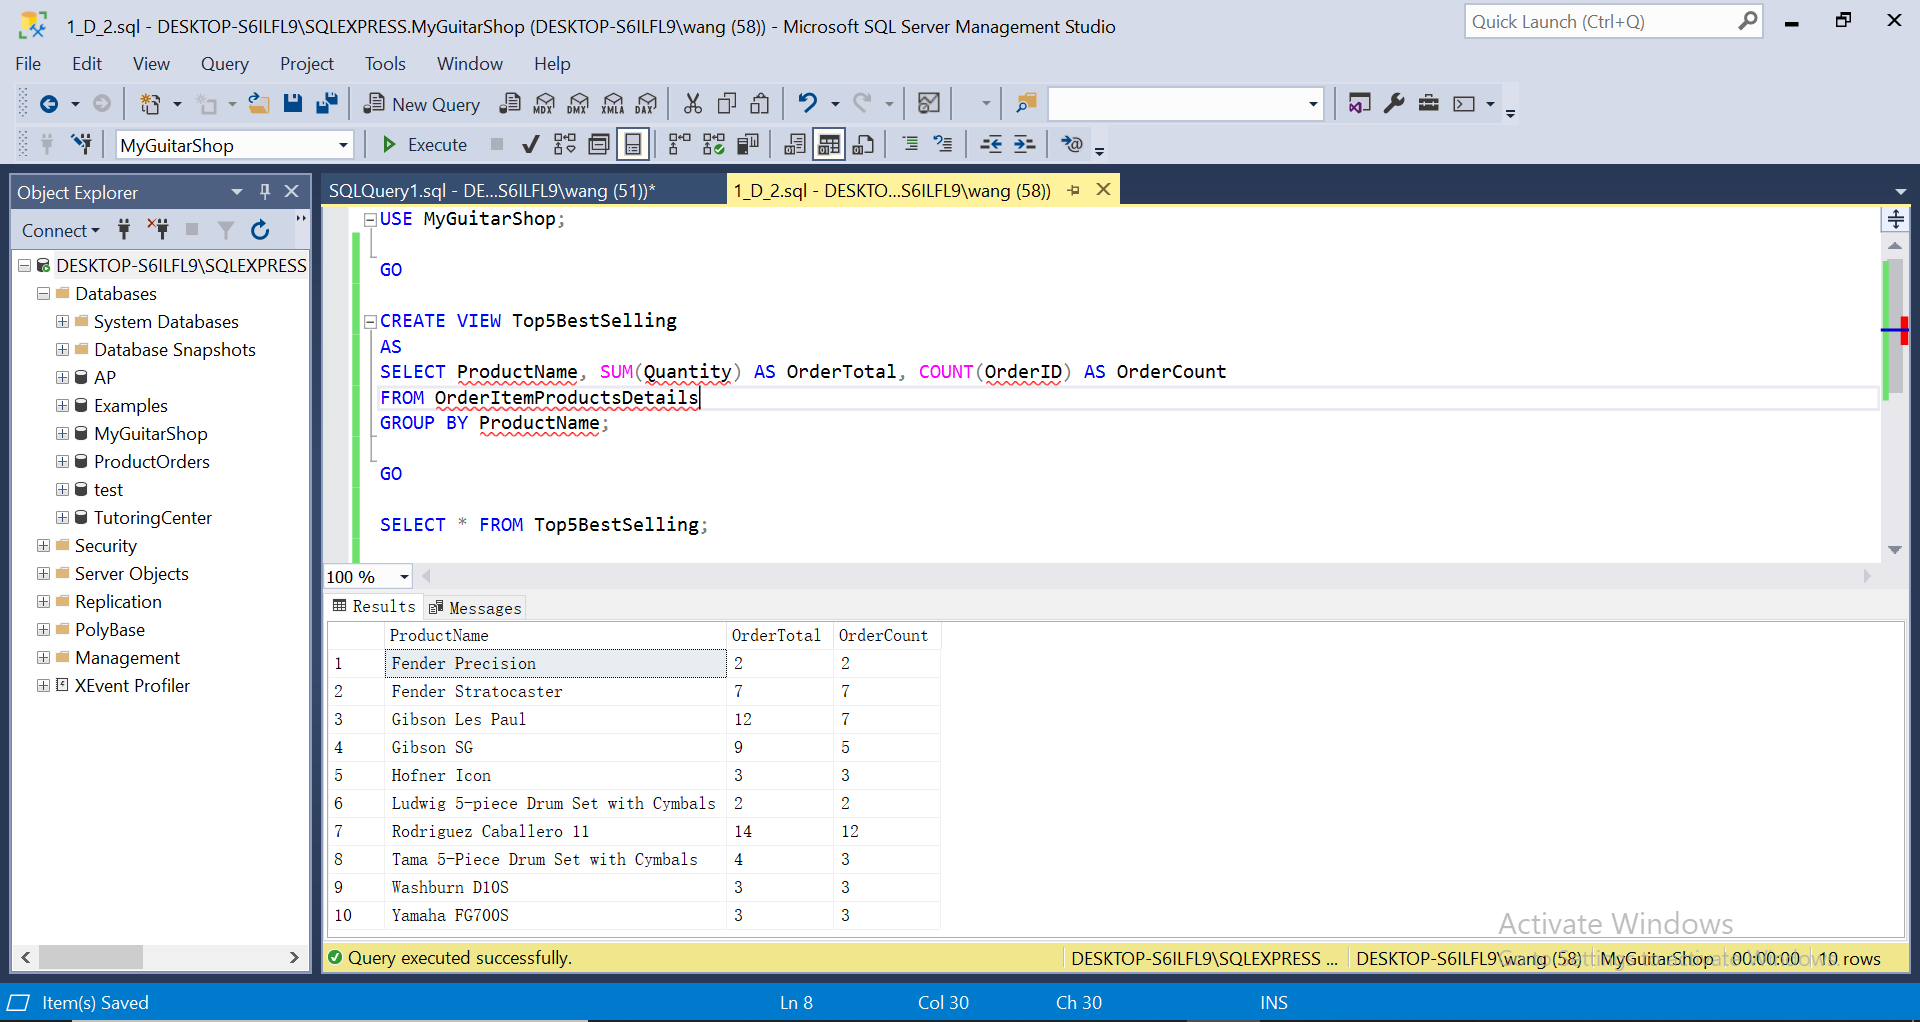 1_D_2.sql - DESKTOP-S6ILFL9\SQLEXPRESS.MyGuitarShop (DESKTOP-S6ILFL9\wang (58)) - Microsoft SQL Server Management Studio
Quick Launch (Ctrl+Q)
File Edit View Query Project Tools Window Help
New Query MDX DMX XMLA DAX
MyGuitarShop Execute
Object Explorer
Connect
DESKTOP-S6ILFL9\SQLEXPRESS
Databases
System Databases
Database Snapshots
AP
Examples
MyGuitarShop
ProductOrders
test
TutoringCenter
Security
Server Objects
Replication
PolyBase
Management
XEvent Profiler
SQLQuery1.sql - DE...S6ILFL9\wang (51))*
1_D_2.sql - DESKTO...S6ILFL9\wang (58))
USE MyGuitarShop;
GO
CREATE VIEW Top5BestSelling
AS
SELECT ProductName, SUM(Quantity) AS OrderTotal, COUNT(OrderID) AS OrderCount
FROM OrderItemProductsDetails
GROUP BY ProductName;
GO
SELECT * FROM Top5BestSelling;
100 %
Results Messages
ProductName OrderTotal OrderCount
1 Fender Precision 2 2
2 Fender Stratocaster 7 7
3 Gibson Les Paul 12 7
4 Gibson SG 9 5
5 Hofner Icon 3 3
6 Ludwig 5-piece Drum Set with Cymbals 2 2
7 Rodriguez Caballero 11 14 12
8 Tama 5-Piece Drum Set with Cymbals 4 3
9 Washburn D10S 3 3
10 Yamaha FG700S 3 3
Activate Windows
Query executed successfully. DESKTOP-S6ILFL9\SQLEXPRESS ... DESKTOP-S6ILFL9\wang (58) MyGuitarShop 00:00:00 10 rows
Item(s) Saved Ln 8 Col 30 Ch 30 INS